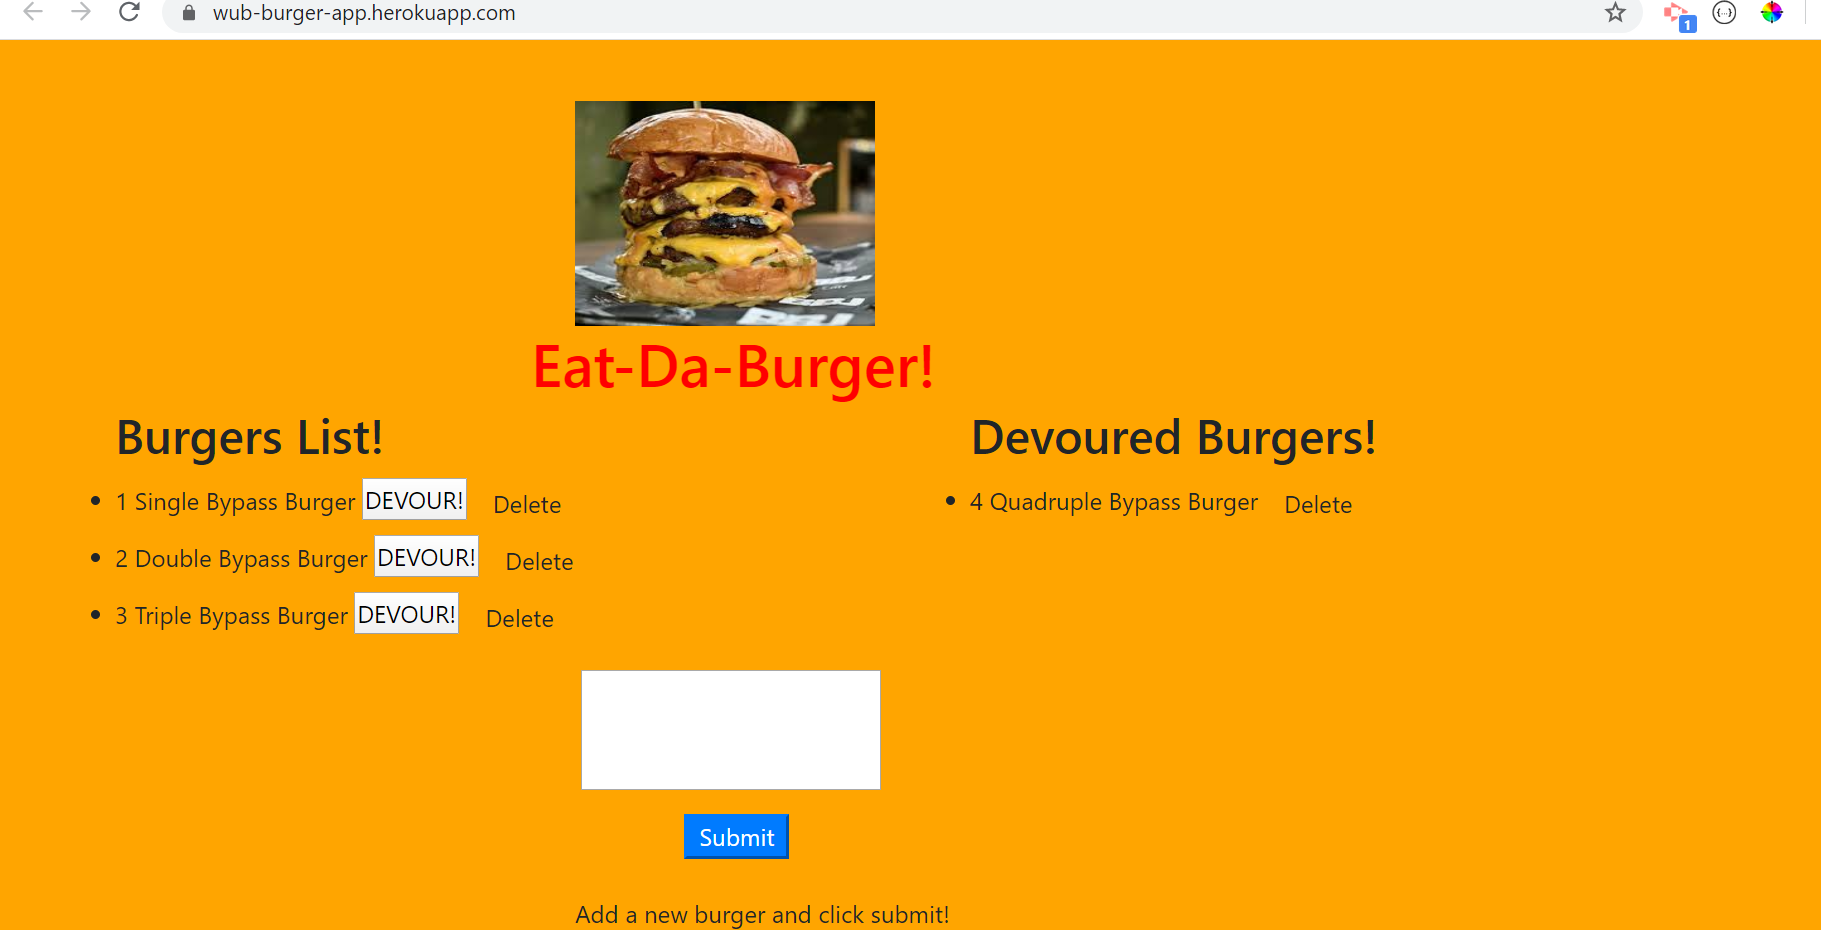 wub-burger-app.herokuapp.com
1
{...}
Eat-Da-Burger!
Burgers List!
1 Single Bypass Burger DEVOUR! Delete
2 Double Bypass Burger DEVOUR! Delete
3 Triple Bypass Burger DEVOUR! Delete
Devoured Burgers!
4 Quadruple Bypass Burger Delete
Submit
Add a new burger and click submit!